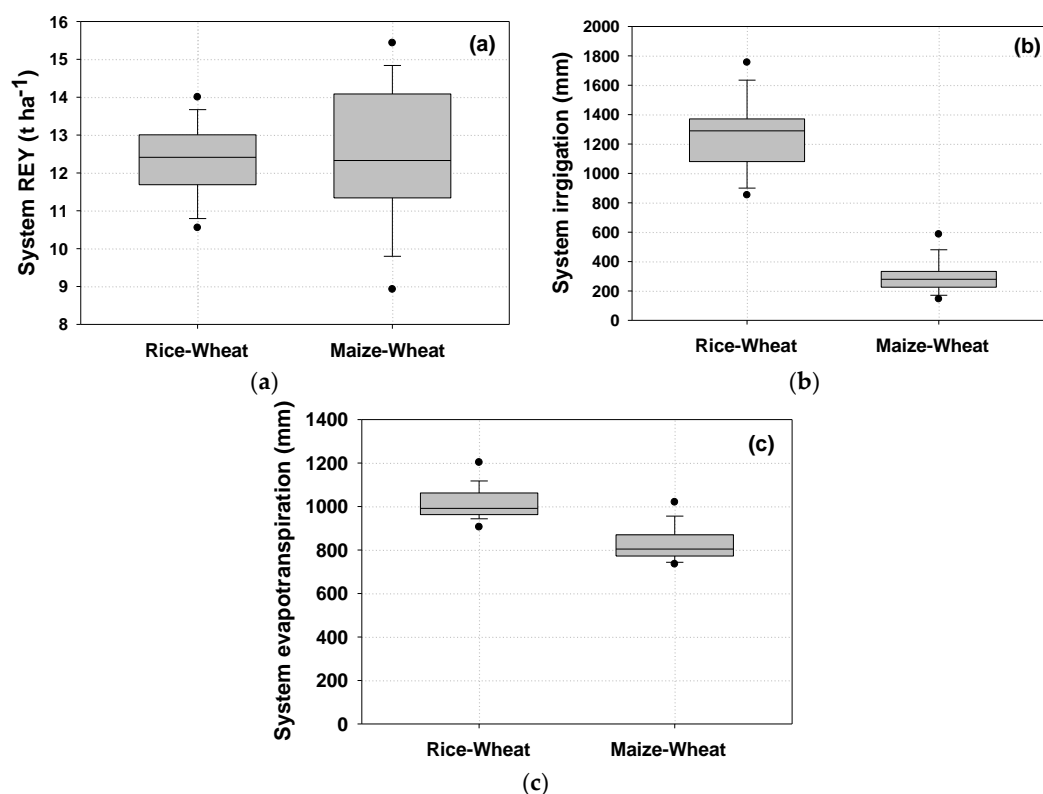 System REY (t ha⁻¹)
16
15
14
13
12
11
10
9
8
(a)
Rice-Wheat Maize-Wheat
(a)
System irrgigation (mm)
2000
1800
1600
1400
1200
1000
800
600
400
200
0
(b)
Rice-Wheat Maize-Wheat
(b)
System evapotranspiration (mm)
1400
1200
1000
800
600
400
200
0
(c)
Rice-Wheat Maize-Wheat
(c)